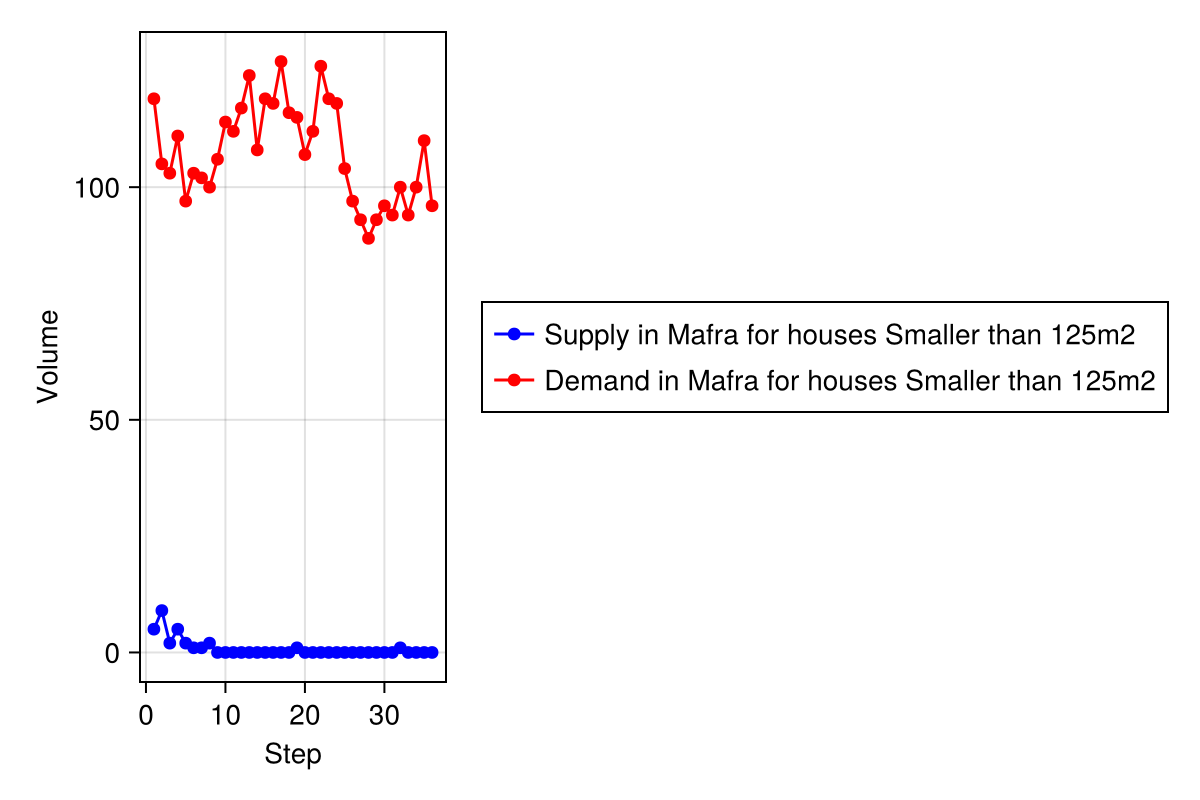 Volume
100
50
0
0 10 20 30
Step
Supply in Mafra for houses Smaller than 125m2
Demand in Mafra for houses Smaller than 125m2